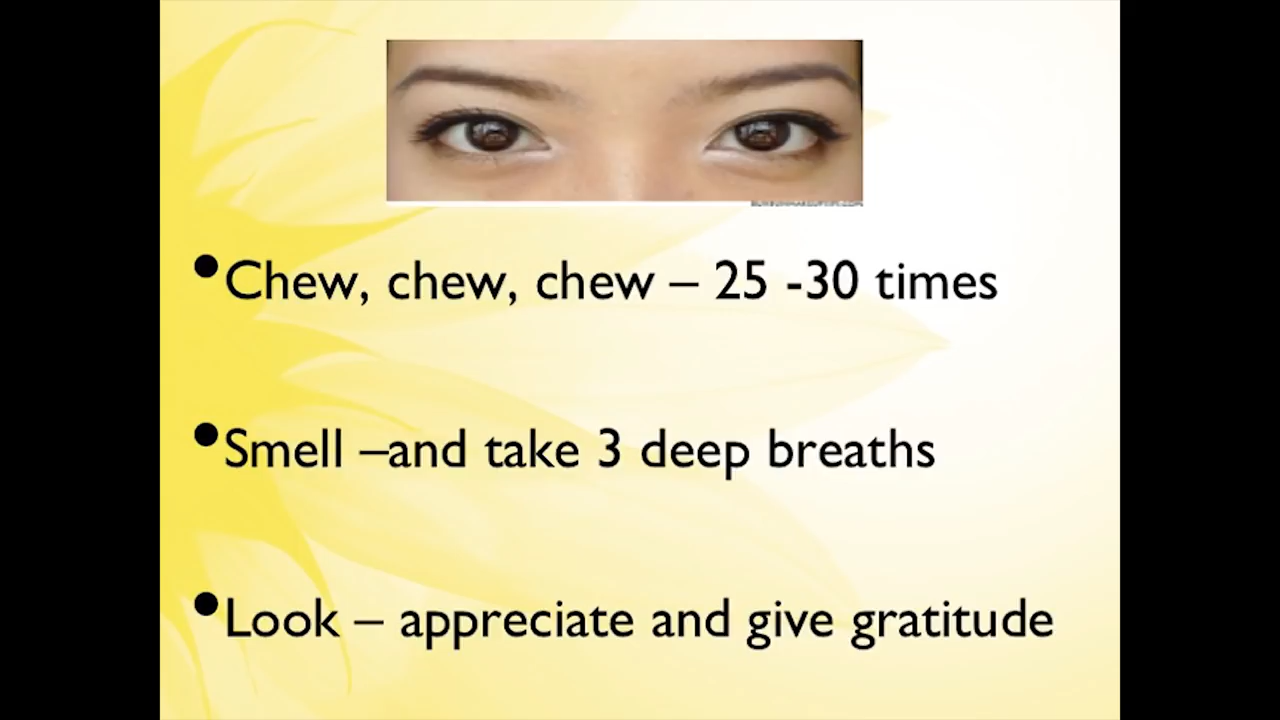 •Chew, chew, chew – 25 -30 times
•Smell –and take 3 deep breaths
•Look – appreciate and give gratitude